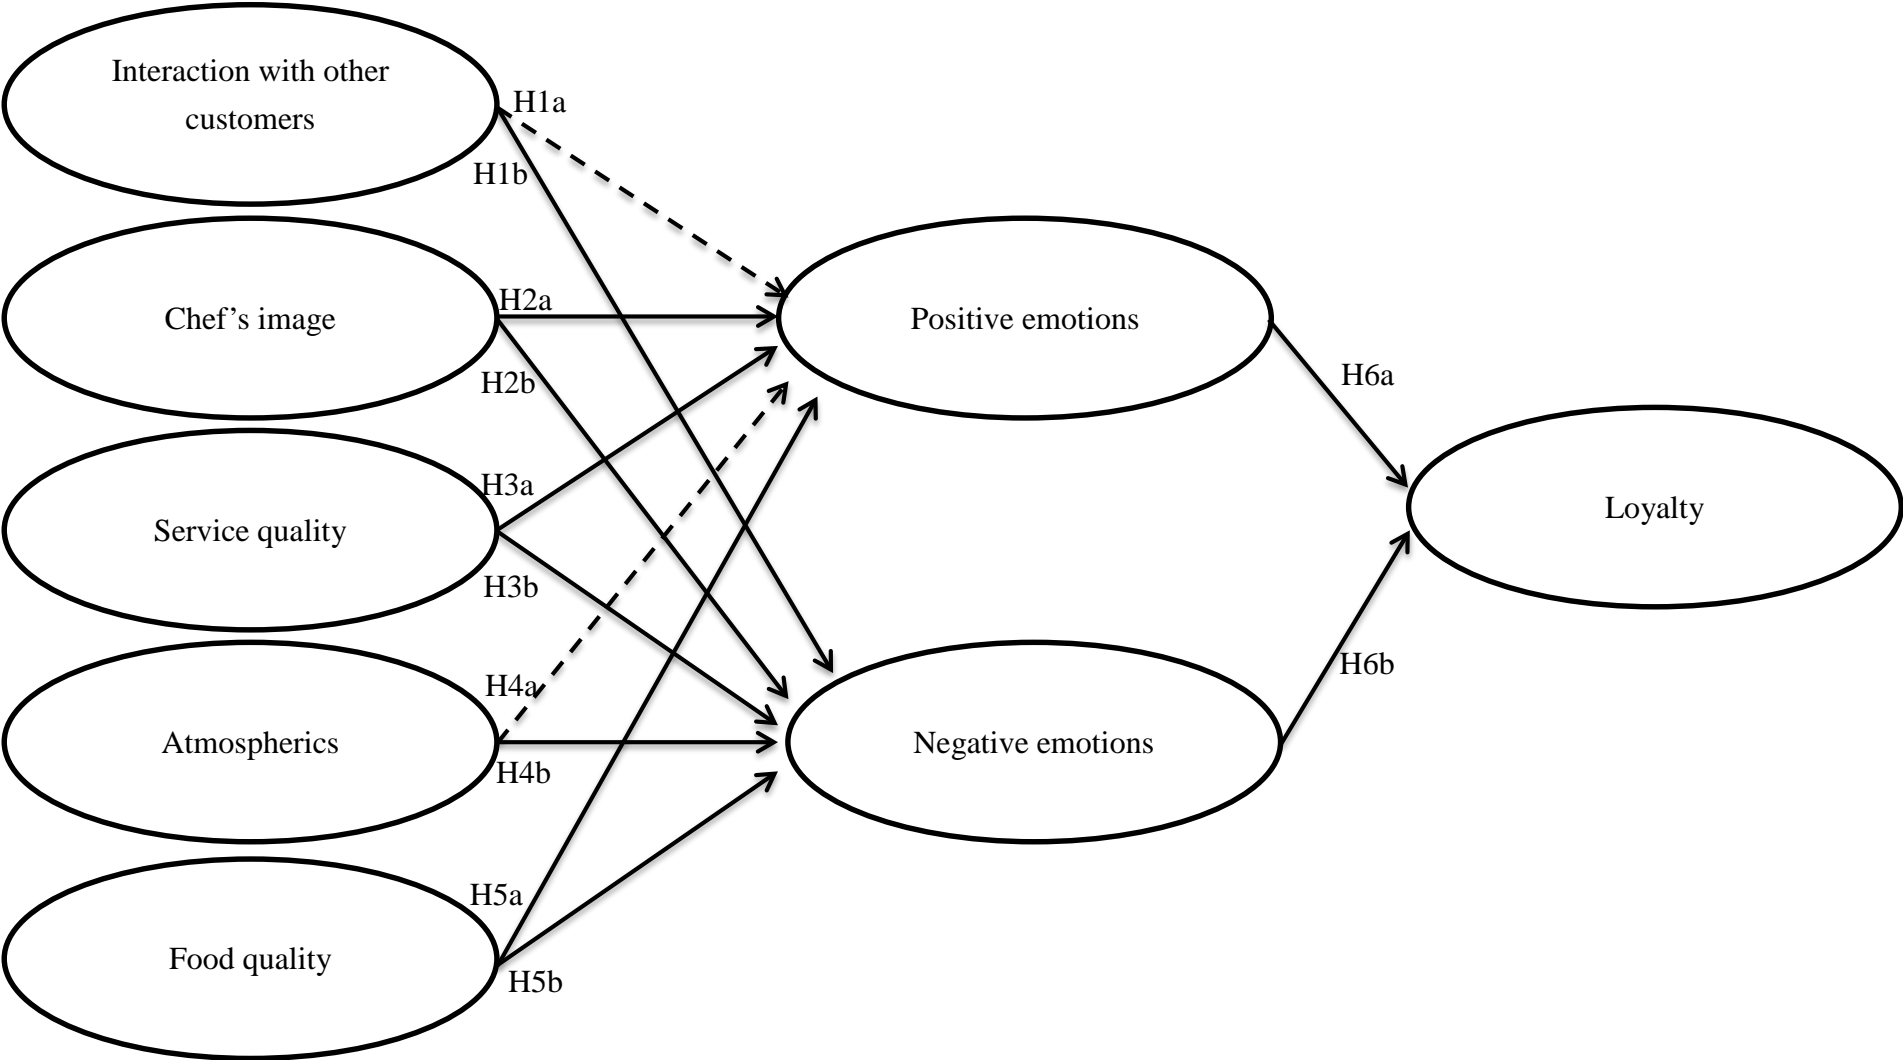 Interaction with other
customers
H1a
H1b
Chef’s image
H2a
H2b
Positive emotions
H6a
Service quality
H3a
H3b
Loyalty
Atmospherics
H4a
H4b
Negative emotions
H6b
Food quality
H5a
H5b